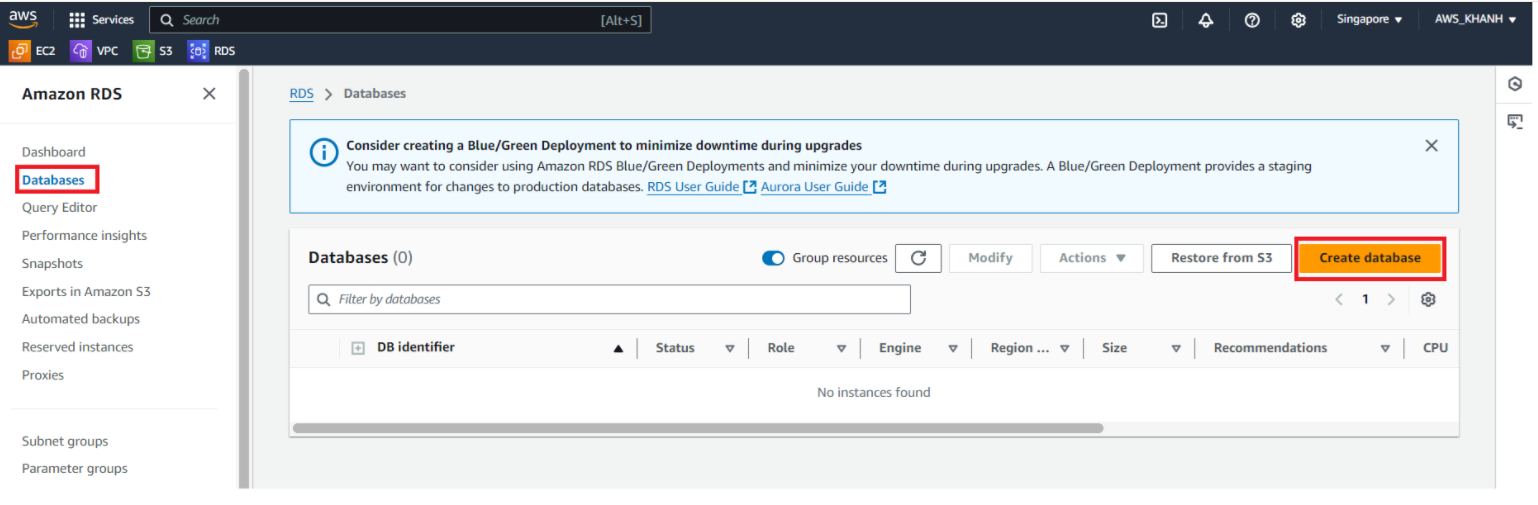 aws Services Search [Alt+S] Singapore AWS_KHANH
EC2 VPC S3 RDS
Amazon RDS
Dashboard
Databases
Query Editor
Performance insights
Snapshots
Exports in Amazon S3
Automated backups
Reserved instances
Proxies
Subnet groups
Parameter groups
RDS > Databases
Consider creating a Blue/Green Deployment to minimize downtime during upgrades
You may want to consider using Amazon RDS Blue/Green Deployments and minimize your downtime during upgrades. A Blue/Green Deployment provides a staging
environment for changes to production databases. RDS User Guide Aurora User Guide
Databases (0) Group resources Modify Actions Restore from S3 Create database
Filter by databases < 1 >
DB identifier Status Role Engine Region ... Size Recommendations CPU
No instances found